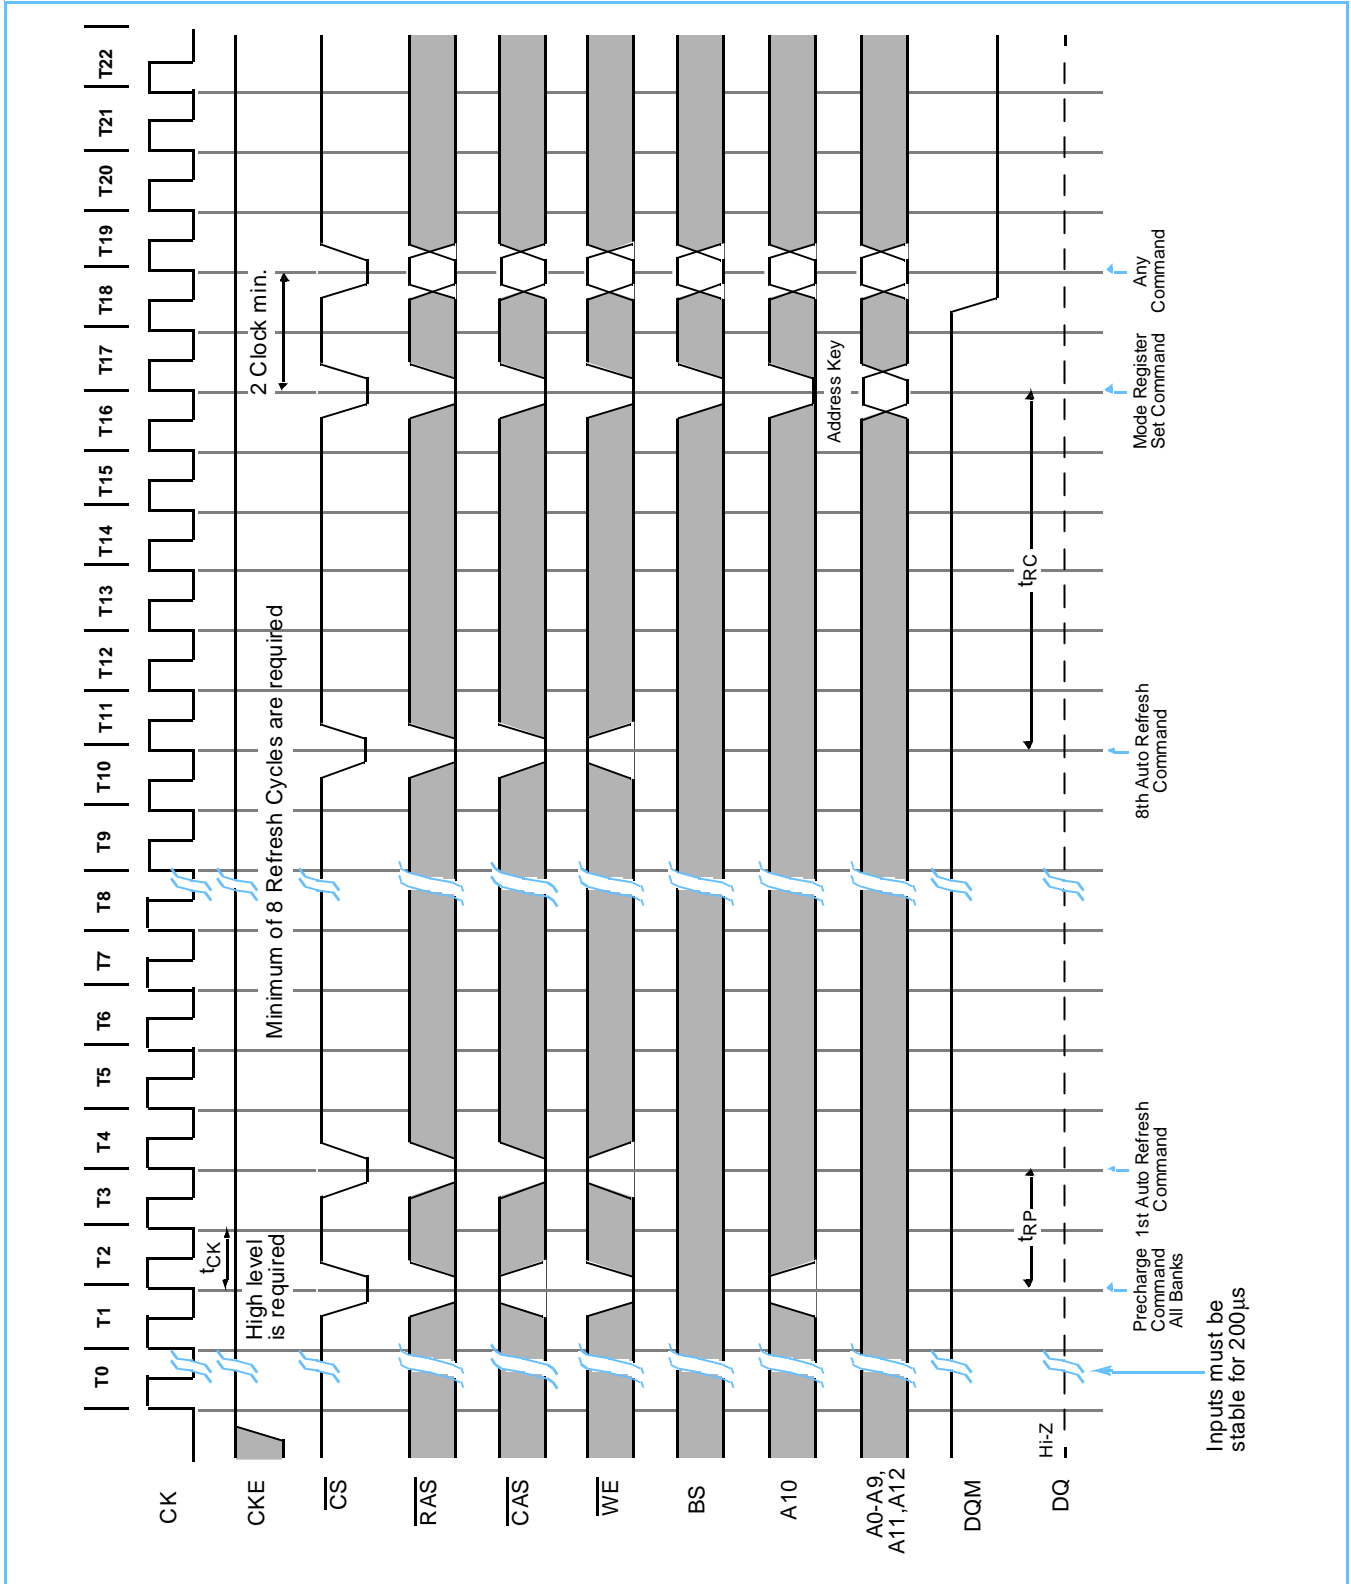 T0 T1 T2 T3 T4 T5 T6 T7 T8 T9 T10 T11 T12 T13 T14 T15 T16 T17 T18 T19 T20 T21 T22
CK
tCK
CKE
High level
is required
Minimum of 8 Refresh Cycles are required
2 Clock min.
CS
RAS
CAS
WE
BS
A10
Address Key
A0-A9,
A11,A12
DQM
tRP
tRC
DQ
Hi-Z
Precharge
Command
All Banks
1st Auto Refresh
Command
8th Auto Refresh
Command
Mode Register
Set Command
Any
Command
Inputs must be
stable for 200µs